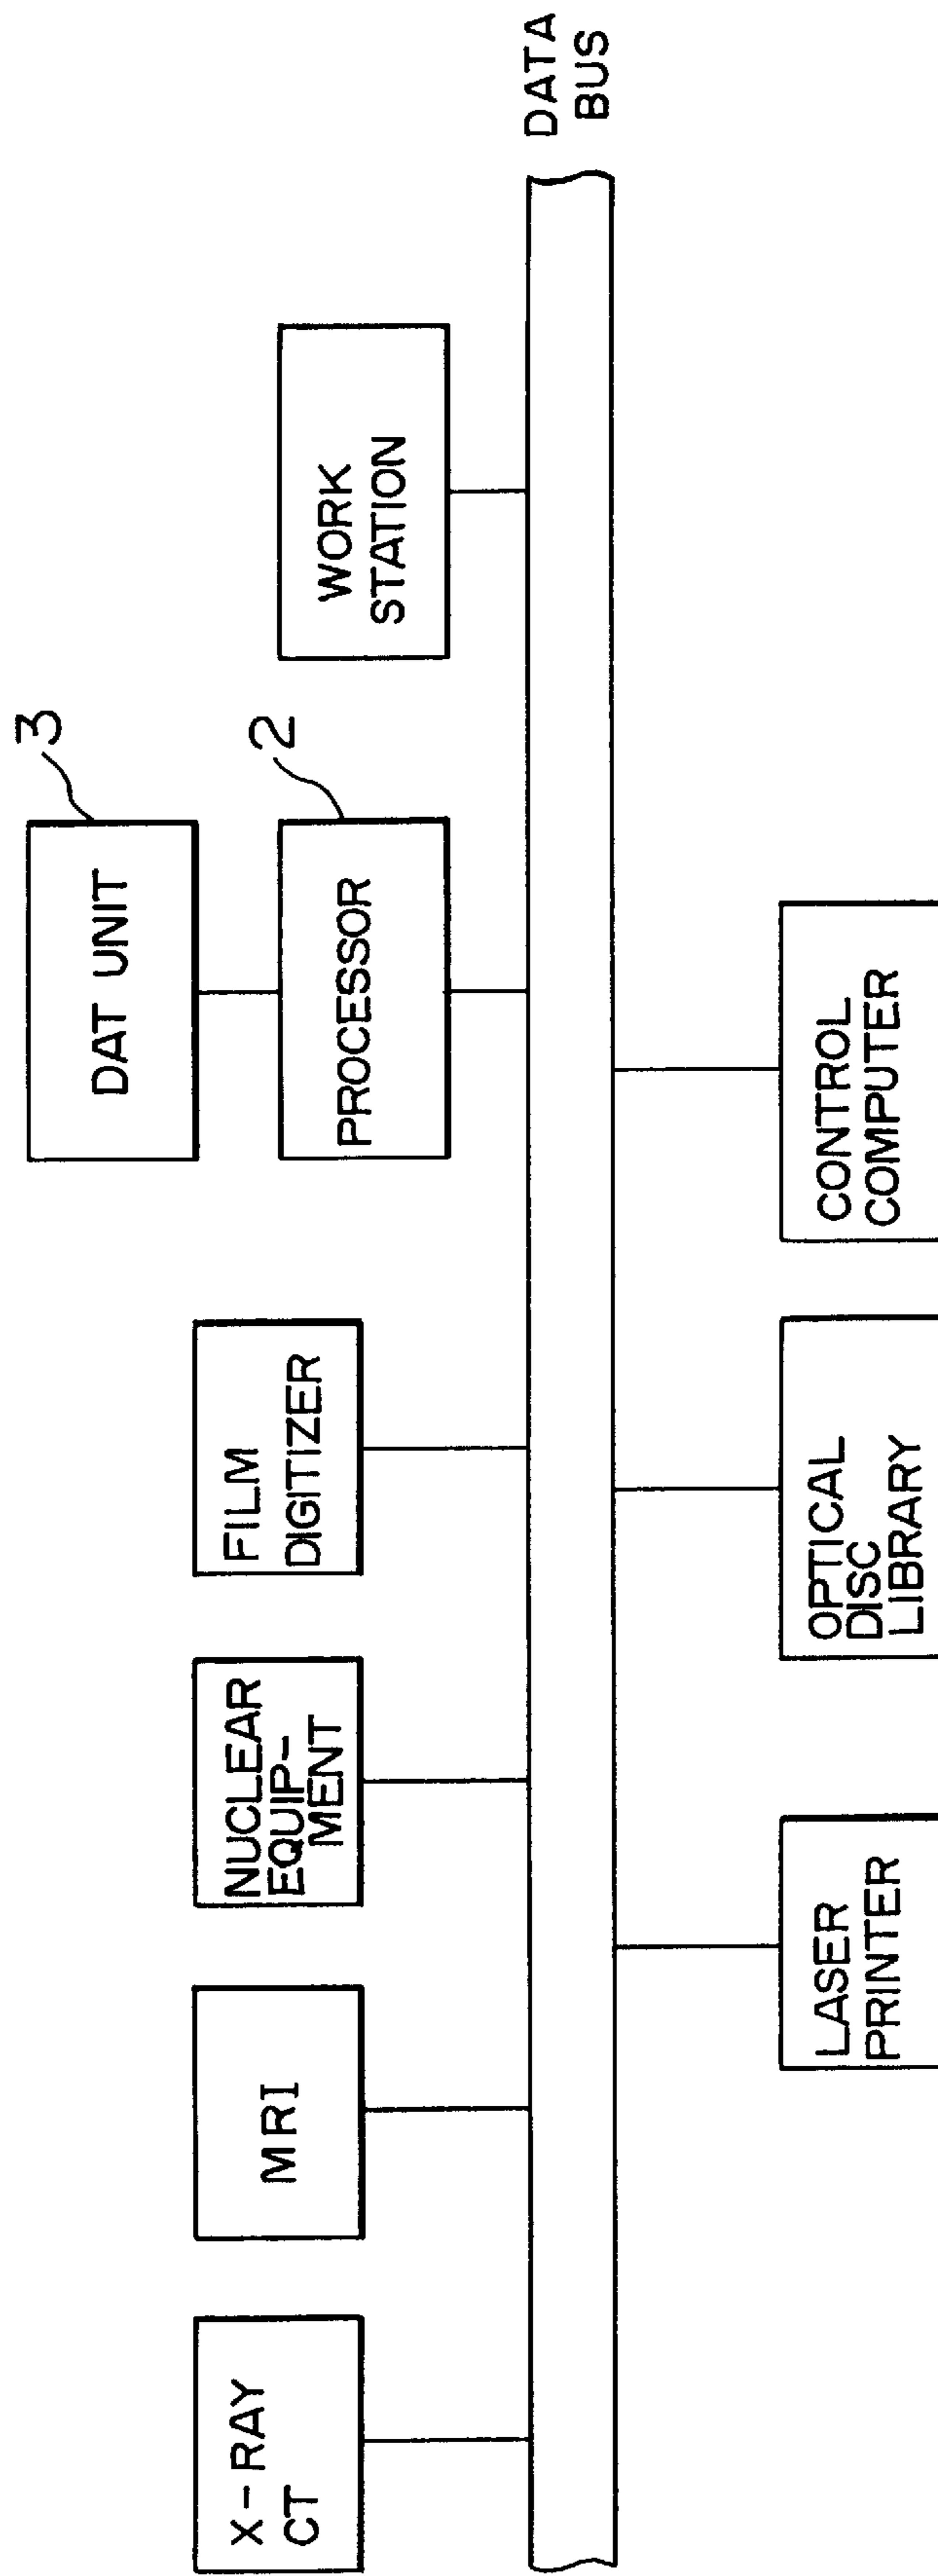 3
DAT UNIT
2
PROCESSOR
WORK
STATION
X-RAY
CT
MRI
NUCLEAR
EQUIP-
MENT
FILM
DIGITIZER
DATA
BUS
LASER
PRINTER
OPTICAL
DISC
LIBRARY
CONTROL
COMPUTER